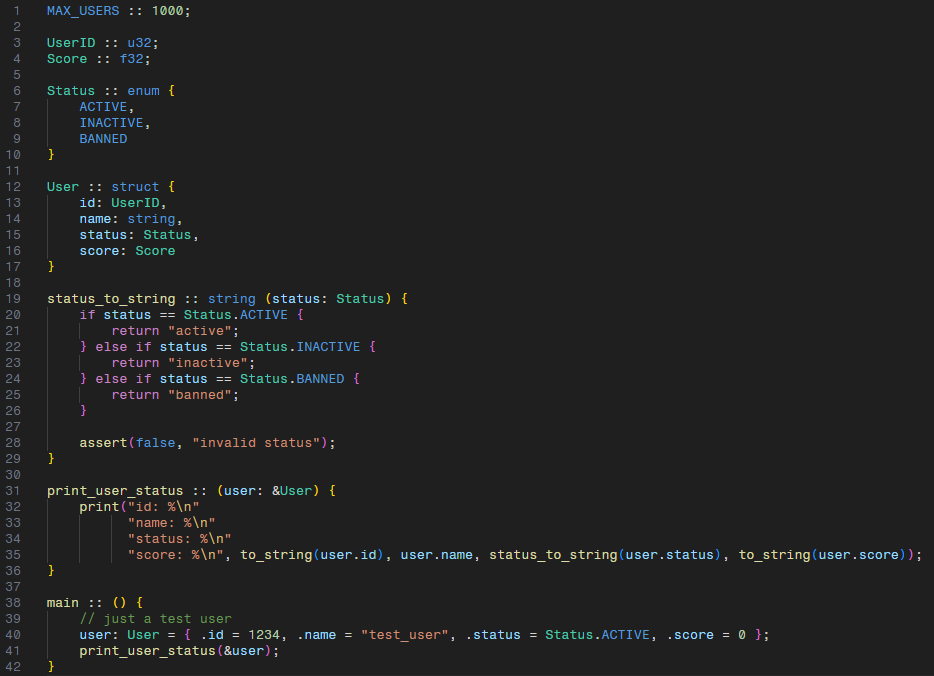 1 MAX_USERS :: 1000;
2
3 UserID :: u32;
4 Score :: f32;
5
6 Status :: enum {
7     ACTIVE,
8     INACTIVE,
9     BANNED
10 }
11
12 User :: struct {
13     id: UserID,
14     name: string,
15     status: Status,
16     score: Score
17 }
18
19 status_to_string :: string (status: Status) {
20     if status == Status.ACTIVE {
21         return "active";
22     } else if status == Status.INACTIVE {
23         return "inactive";
24     } else if status == Status.BANNED {
25         return "banned";
26     }
27
28     assert(false, "invalid status");
29 }
30
31 print_user_status :: (user: &User) {
32     print("id: %\n"
33           "name: %\n"
34           "status: %\n"
35           "score: %\n", to_string(user.id), user.name, status_to_string(user.status), to_string(user.score));
36 }
37
38 main :: () {
39     // just a test user
40     user: User = { .id = 1234, .name = "test_user", .status = Status.ACTIVE, .score = 0 };
41     print_user_status(&user);
42 }